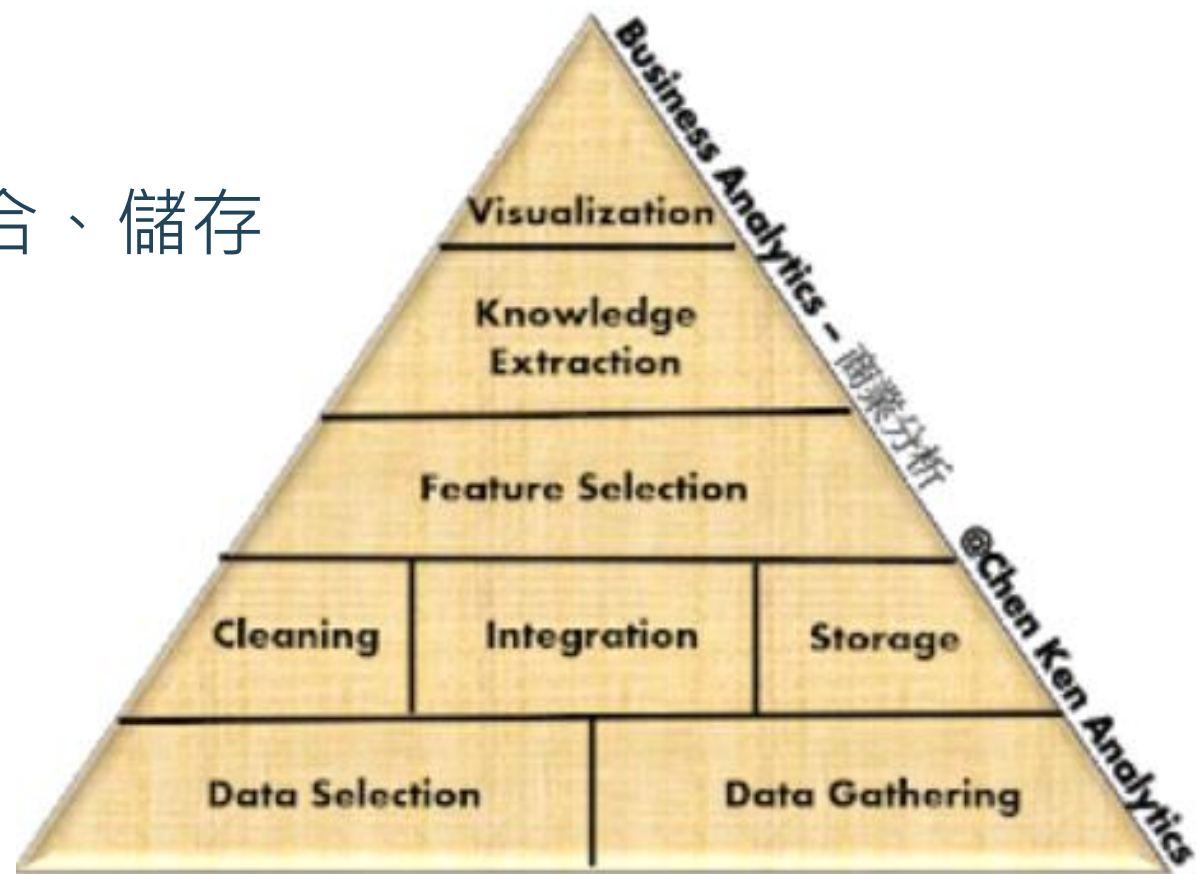 合、儲存
Business Analytics – 商業分析 @Chen Ken Analytics
Visualization
Knowledge
Extraction
Feature Selection
Cleaning Integration Storage
Data Selection Data Gathering